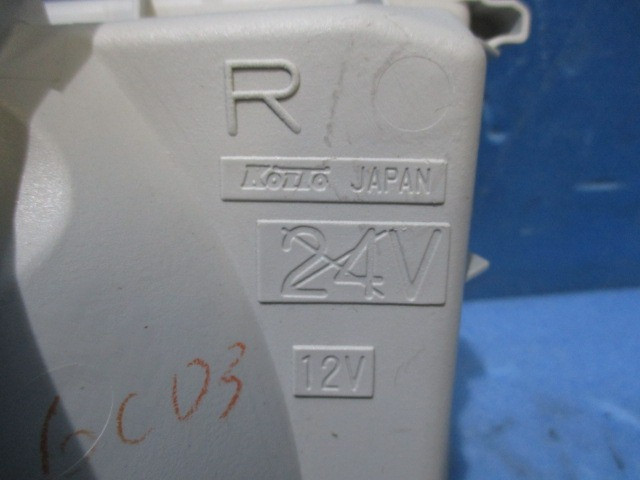 R
KOITO JAPAN
24V
12V
GC03